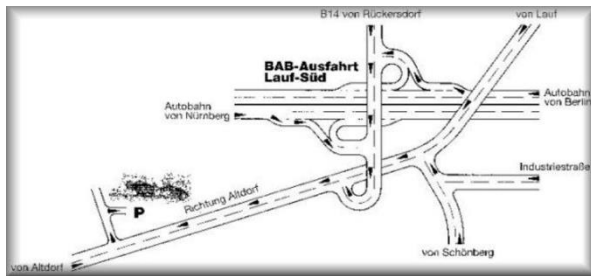 B14 von Rückersdorf
von Lauf
BAB-Ausfahrt
Lauf-Süd
Autobahn
von Berlin
Autobahn
von Nürnberg
Industriestraße
Richtung Altdorf
P
von Schönberg
von Altdorf